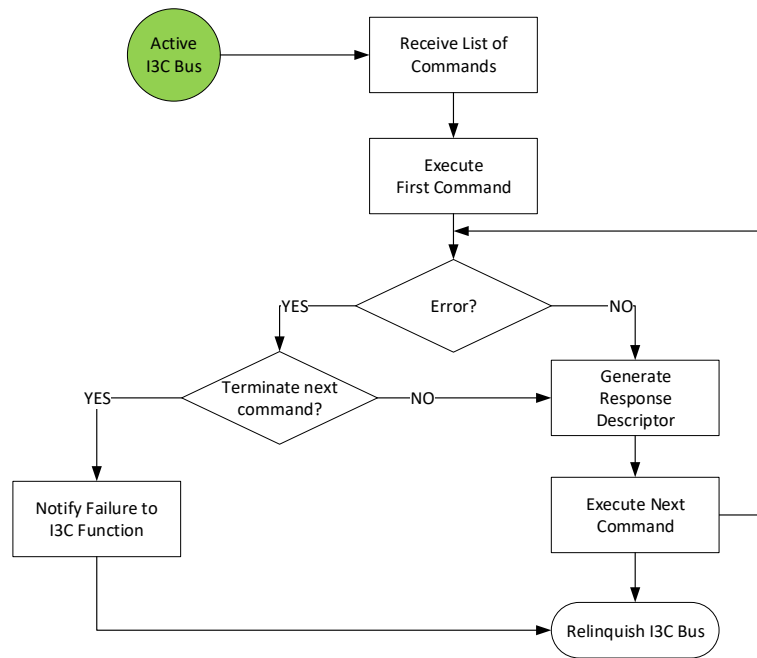 Active
I3C Bus
Receive List of
Commands
Execute
First Command
Error?
YES
NO
Terminate next
command?
YES
NO
Generate
Response
Descriptor
Notify Failure to
I3C Function
Execute Next
Command
Relinquish I3C Bus